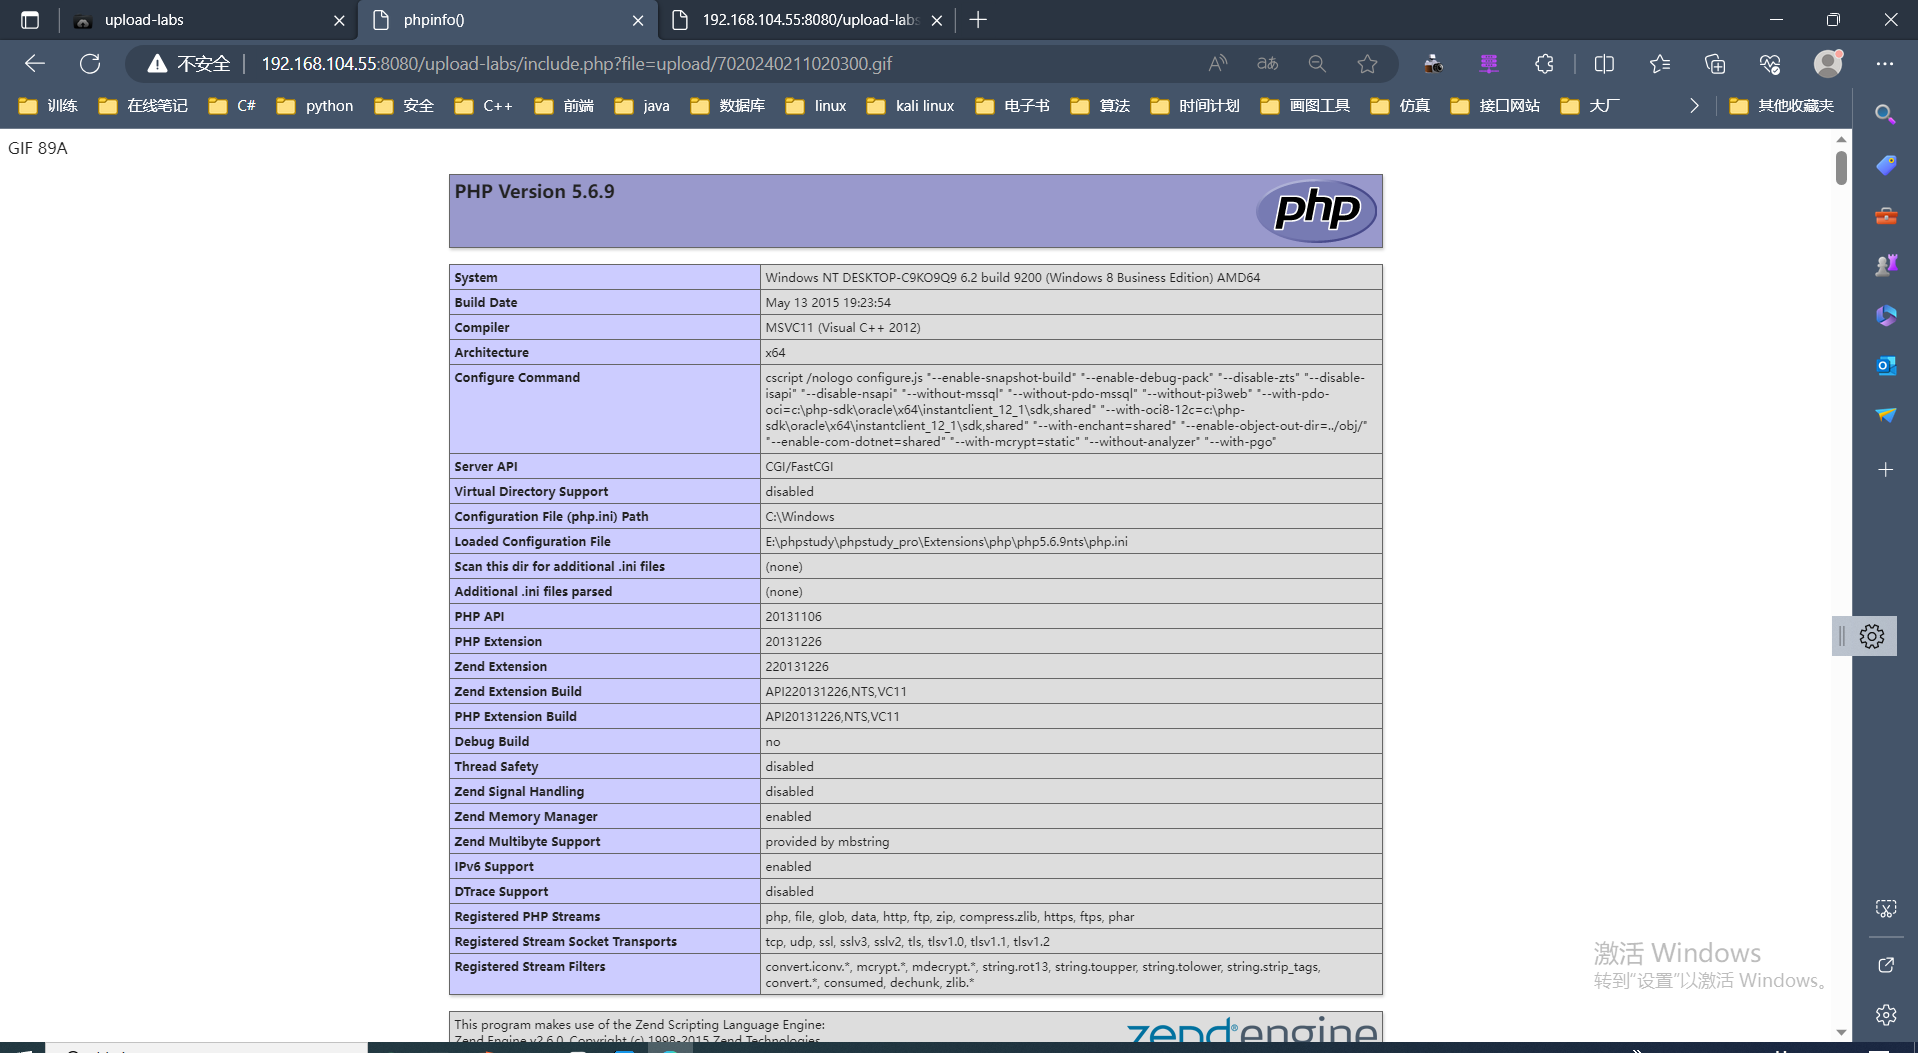 upload-labs
phpinfo()
192.168.104.55:8080/upload-labs
不安全
192.168.104.55:8080/upload-labs/include.php?file=upload/7020240211020300.gif
训练 在线笔记 C# python 安全 C++ 前端 java 数据库 linux kali linux 电子书 算法 时间计划 画图工具 仿真 接口网站 大厂 其他收藏夹
GIF 89A
PHP Version 5.6.9
php
System Windows NT DESKTOP-C9KO9Q9 6.2 build 9200 (Windows 8 Business Edition) AMD64
Build Date May 13 2015 19:23:54
Compiler MSVC11 (Visual C++ 2012)
Architecture x64
Configure Command cscript /nologo configure.js "--enable-snapshot-build" "--enable-debug-pack" "--disable-zts" "--disable-
isapi" "--disable-nsapi" "--without-mssql" "--without-pdo-mssql" "--without-pi3web" "--with-pdo-
oci=c:\php-sdk\oracle\x64\instantclient_12_1\sdk,shared" "--with-oci8-12c=c:\php-
sdk\oracle\x64\instantclient_12_1\sdk,shared" "--with-enchant=shared" "--enable-object-out-dir=../obj/"
"--enable-com-dotnet=shared" "--with-mcrypt=static" "--without-analyzer" "--with-pgo"
Server API CGI/FastCGI
Virtual Directory Support disabled
Configuration File (php.ini) Path C:\Windows
Loaded Configuration File E:\phpstudy\phpstudy_pro\Extensions\php\php5.6.9nts\php.ini
Scan this dir for additional .ini files (none)
Additional .ini files parsed (none)
PHP API 20131106
PHP Extension 20131226
Zend Extension 220131226
Zend Extension Build API220131226,NTS,VC11
PHP Extension Build API20131226,NTS,VC11
Debug Build no
Thread Safety disabled
Zend Signal Handling disabled
Zend Memory Manager enabled
Zend Multibyte Support provided by mbstring
IPv6 Support enabled
DTrace Support disabled
Registered PHP Streams php, file, glob, data, http, ftp, zip, compress.zlib, https, ftps, phar
Registered Stream Socket Transports tcp, udp, ssl, sslv3, sslv2, tls, tlsv1.0, tlsv1.1, tlsv1.2
Registered Stream Filters convert.iconv.*, mcrypt.*, mdecrypt.*, string.rot13, string.toupper, string.tolower, string.strip_tags,
convert.*, consumed, dechunk, zlib.*
激活 Windows
转到"设置"以激活 Windows。
This program makes use of the Zend Scripting Language Engine:
Zend Engine v2.6.0, Copyright (c) 1998-2015 Zend Technologies
zend engine